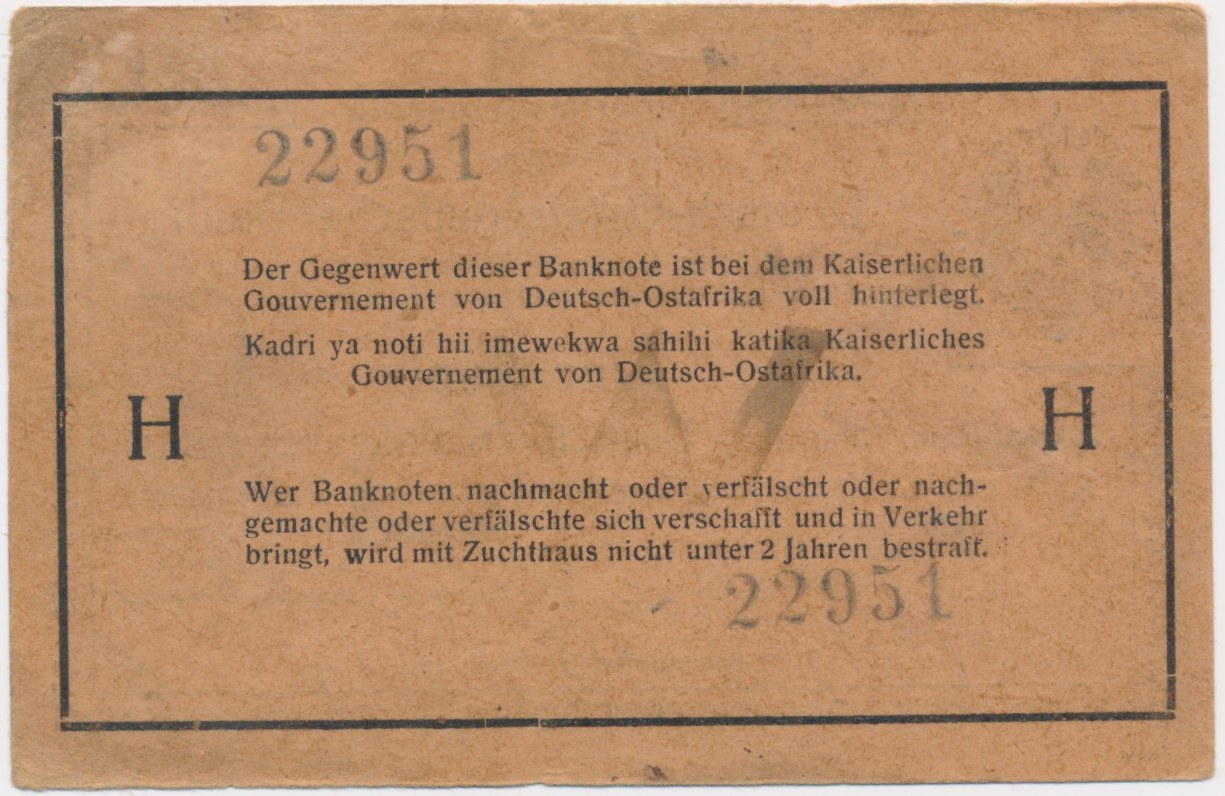 22951
Der Gegenwert dieser Banknote ist bei dem Kaiserlichen
Gouvernement von Deutsch-Ostafrika voll hinterlegt.
Kadri ya noti hii imewekwa sahihi katika Kaiserliches
Gouvernement von Deutsch-Ostafrika.
H H
Wer Banknoten nachmacht oder verfälscht oder nach-
gemachte oder verfälschte sich verschafft und in Verkehr
bringt, wird mit Zuchthaus nicht unter 2 Jahren bestraft.
22951